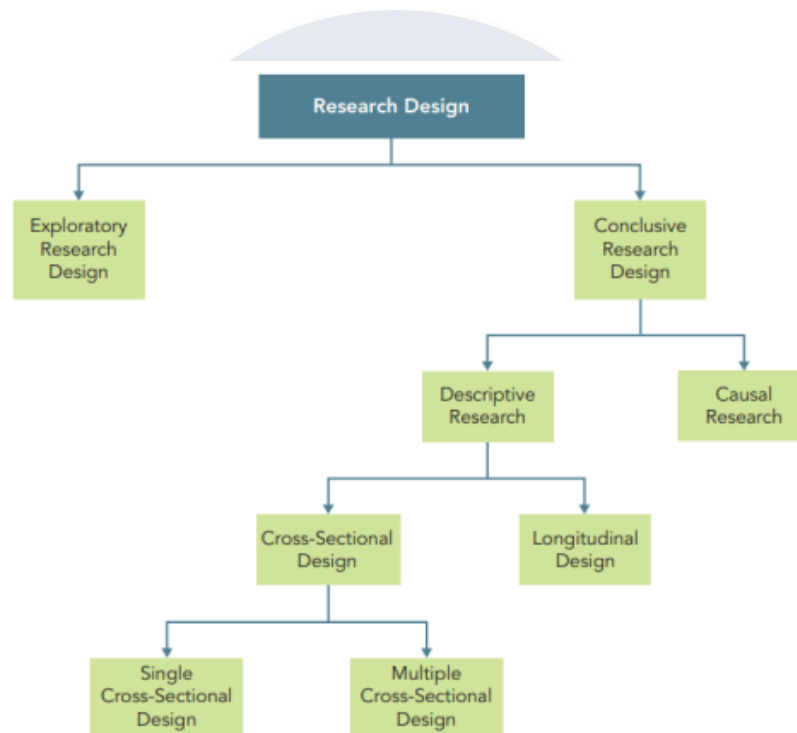 Research Design
Exploratory
Research
Design
Conclusive
Research
Design
Descriptive
Research
Causal
Research
Cross-Sectional
Design
Longitudinal
Design
Single
Cross-Sectional
Design
Multiple
Cross-Sectional
Design